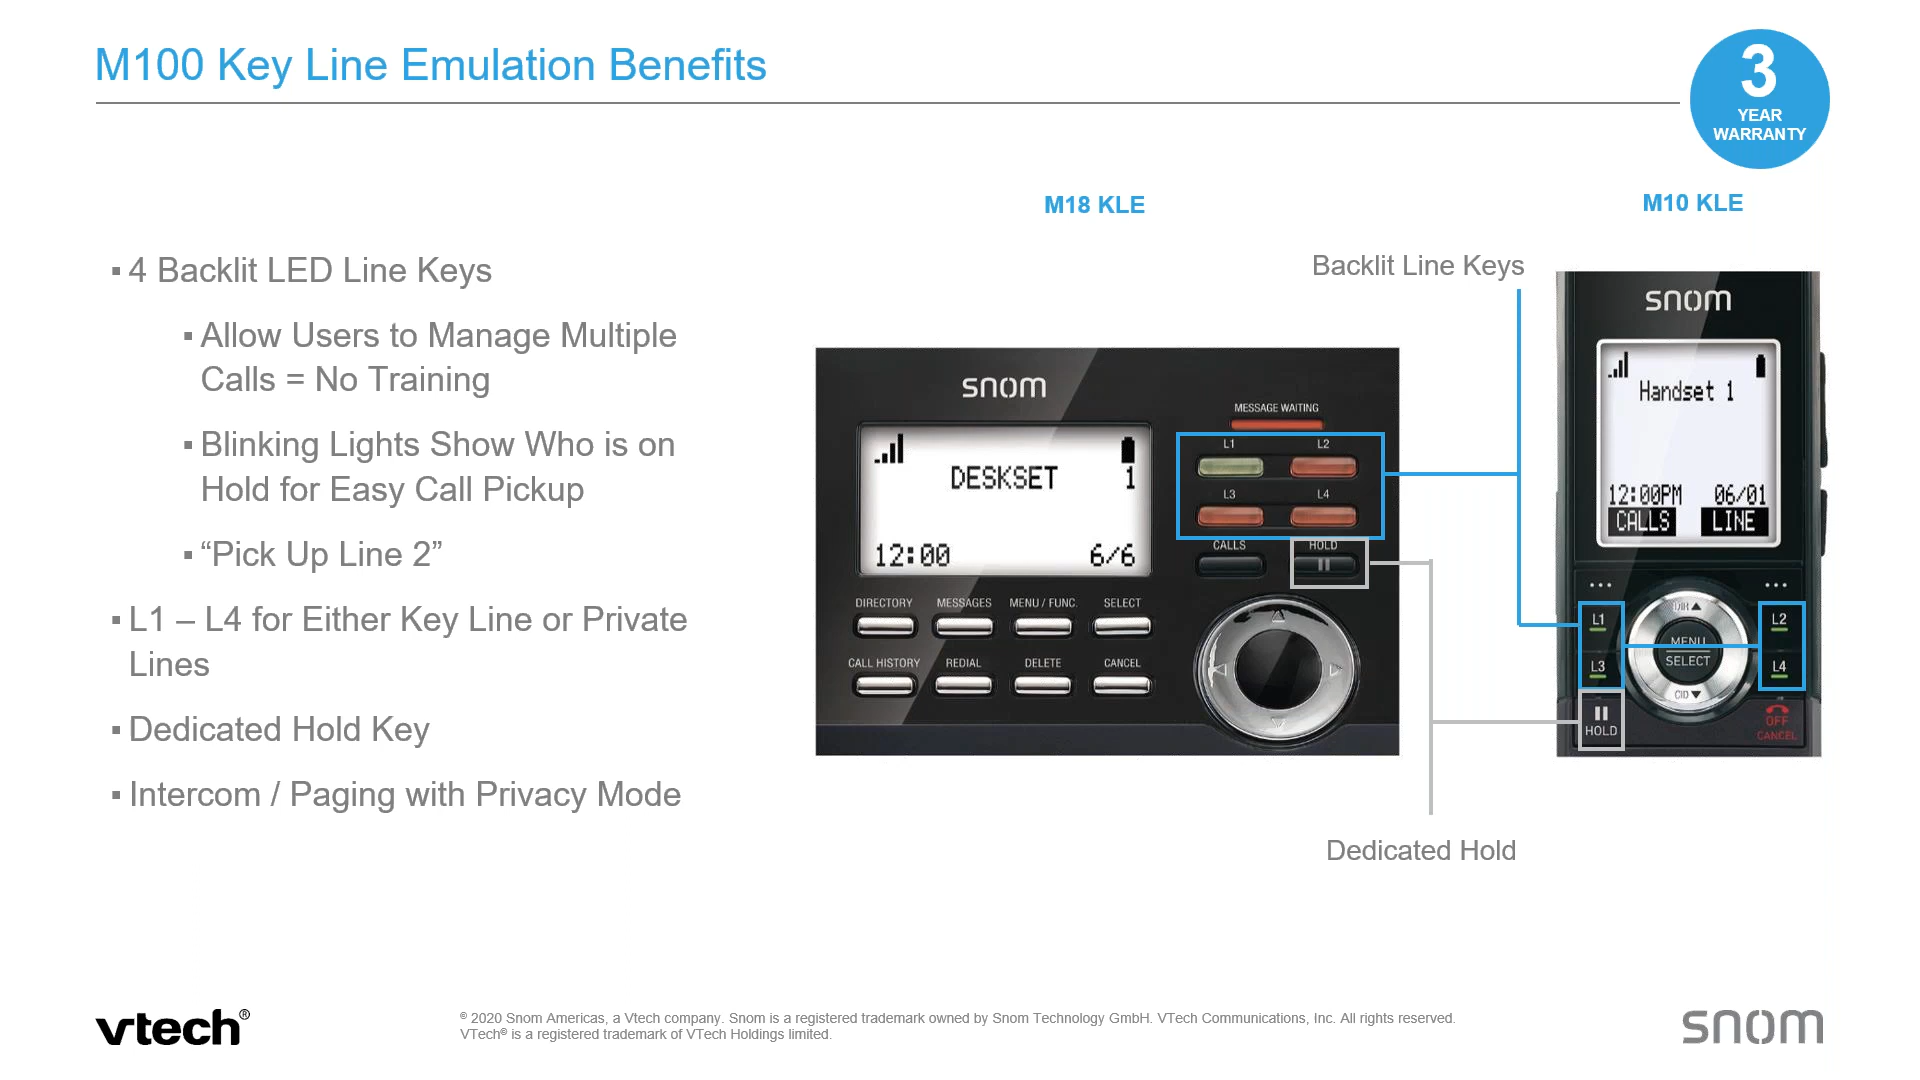 M100 Key Line Emulation Benefits
3
YEAR
WARRANTY
M18 KLE
M10 KLE
▪ 4 Backlit LED Line Keys
▪ Allow Users to Manage Multiple
Calls = No Training
▪ Blinking Lights Show Who is on
Hold for Easy Call Pickup
▪ “Pick Up Line 2”
▪ L1 – L4 for Either Key Line or Private
Lines
▪ Dedicated Hold Key
▪ Intercom / Paging with Privacy Mode
Backlit Line Keys
snom
MESSAGE WAITING
L1 L2
L3 L4
DESKSET 1
12:00 6/6
CALLS HOLD
DIRECTORY MESSAGES MENU / FUNC. SELECT
CALL HISTORY REDIAL DELETE CANCEL
snom
Handset 1
12:00PM 06/01
CALLS LINE
DIR ▲
L1 L2
MENU
SELECT
L3 L4
CID ▼
HOLD
OFF
CANCEL
Dedicated Hold
vtech®
© 2020 Snom Americas, a Vtech company. Snom is a registered trademark owned by Snom Technology GmbH. VTech Communications, Inc. All rights reserved.
VTech® is a registered trademark of VTech Holdings limited.
snom